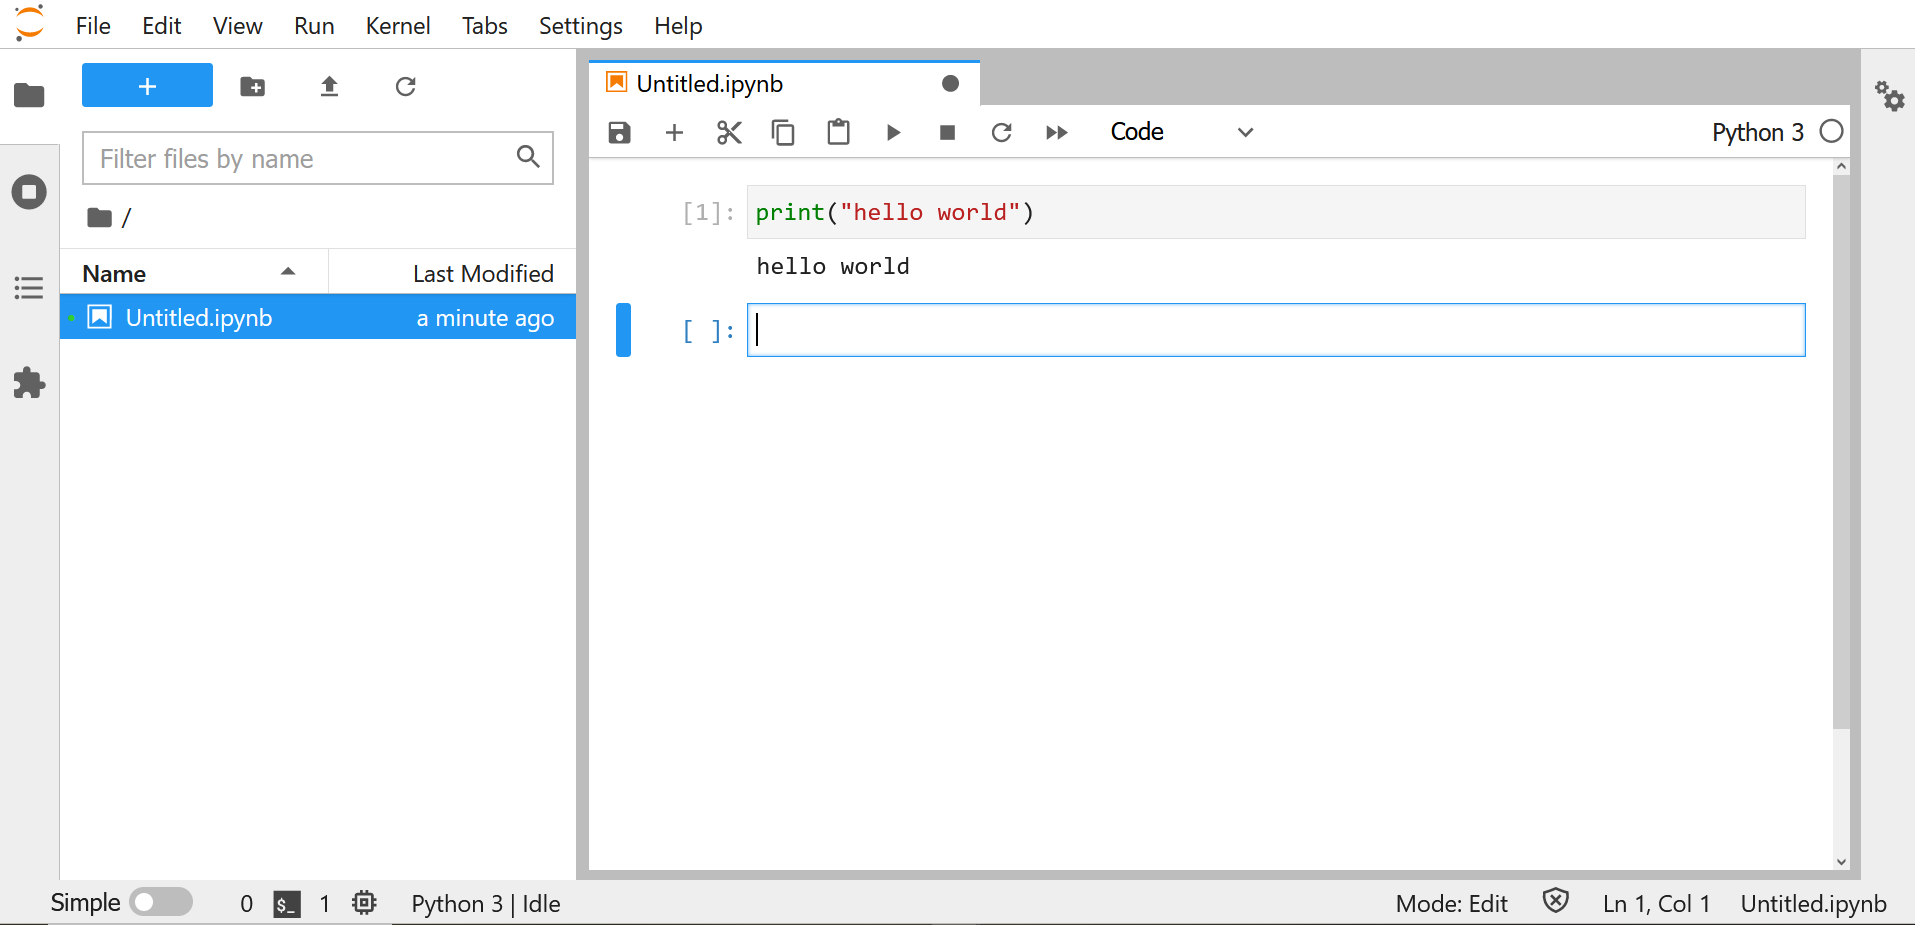 File Edit View Run Kernel Tabs Settings Help
+
Filter files by name
/
Name Last Modified
Untitled.ipynb a minute ago
Untitled.ipynb
Code
Python 3
[1]: print("hello world")
hello world
[ ]:
Simple 0 $_ 1 Python 3 | Idle Mode: Edit Ln 1, Col 1 Untitled.ipynb